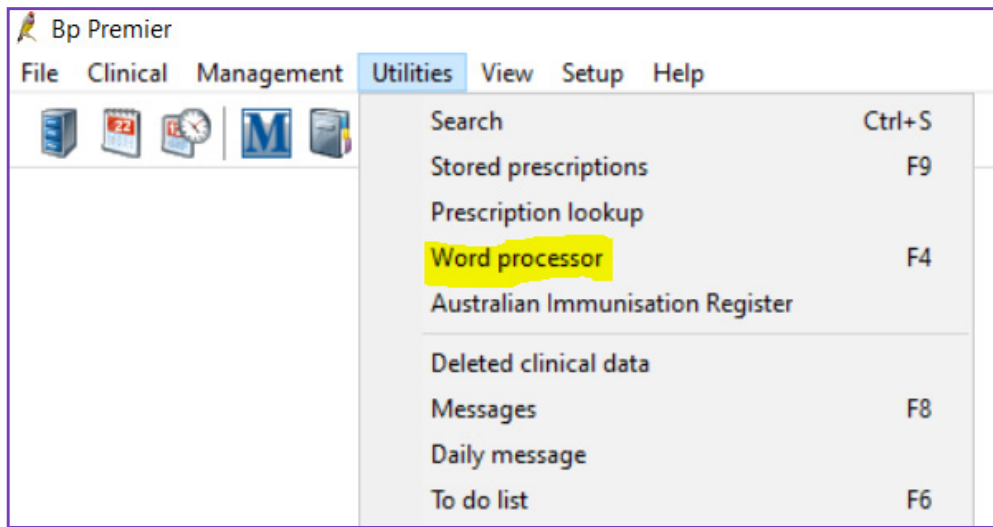 Bp Premier
File Clinical Management Utilities View Setup Help
22
M
Search Ctrl+S
Stored prescriptions F9
Prescription lookup
Word processor F4
Australian Immunisation Register
Deleted clinical data
Messages F8
Daily message
To do list F6